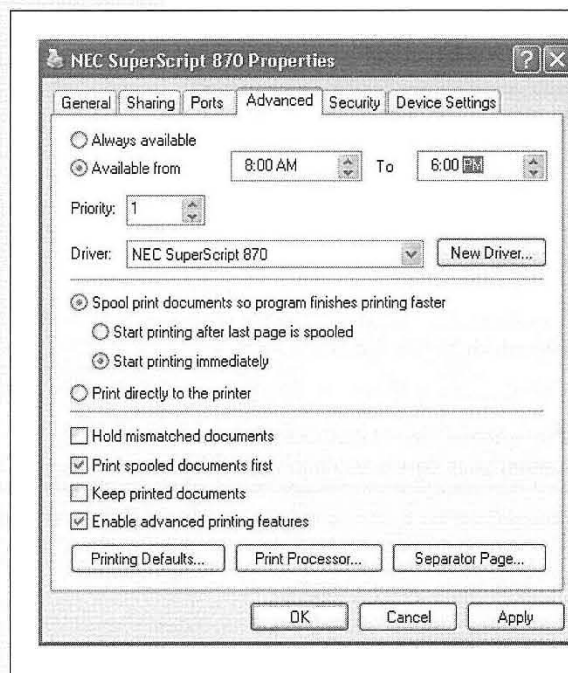 NEC SuperScript 870 Properties
General Sharing Ports Advanced Security Device Settings
Always available
Available from 8:00 AM To 6:00 PM
Priority: 1
Driver: NEC SuperScript 870 New Driver...
Spool print documents so program finishes printing faster
Start printing after last page is spooled
Start printing immediately
Print directly to the printer
Hold mismatched documents
Print spooled documents first
Keep printed documents
Enable advanced printing features
Printing Defaults... Print Processor... Separator Page...
OK Cancel Apply